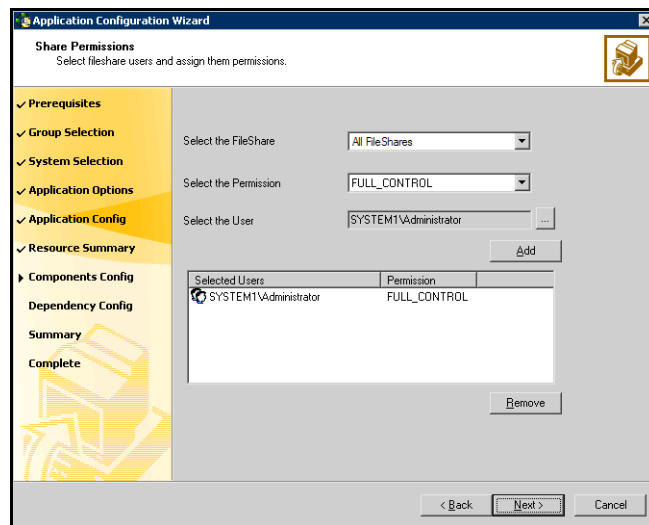 Application Configuration Wizard
Share Permissions
Select fileshare users and assign them permissions.
Prerequisites
Group Selection
System Selection
Application Options
Application Config
Resource Summary
Components Config
Dependency Config
Summary
Complete
Select the FileShare
All FileShares
Select the Permission
FULL_CONTROL
Select the User
SYSTEM1\Administrator
...
Add
Selected Users Permission
SYSTEM1\Administrator FULL_CONTROL
Remove
< Back Next > Cancel